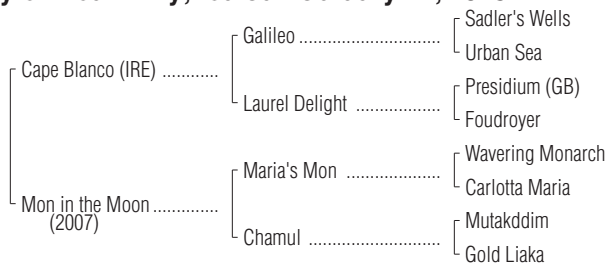 Sadler's Wells
Galileo ......................
Urban Sea
Cape Blanco (IRE) ............
Presidium (GB)
Laurel Delight ...................
Foudroyer
Wavering Monarch
Maria's Mon .....................
Carlotta Maria
Mon in the Moon..............
(2007)
Mutakddim
Chamul .........................
Gold Liaka